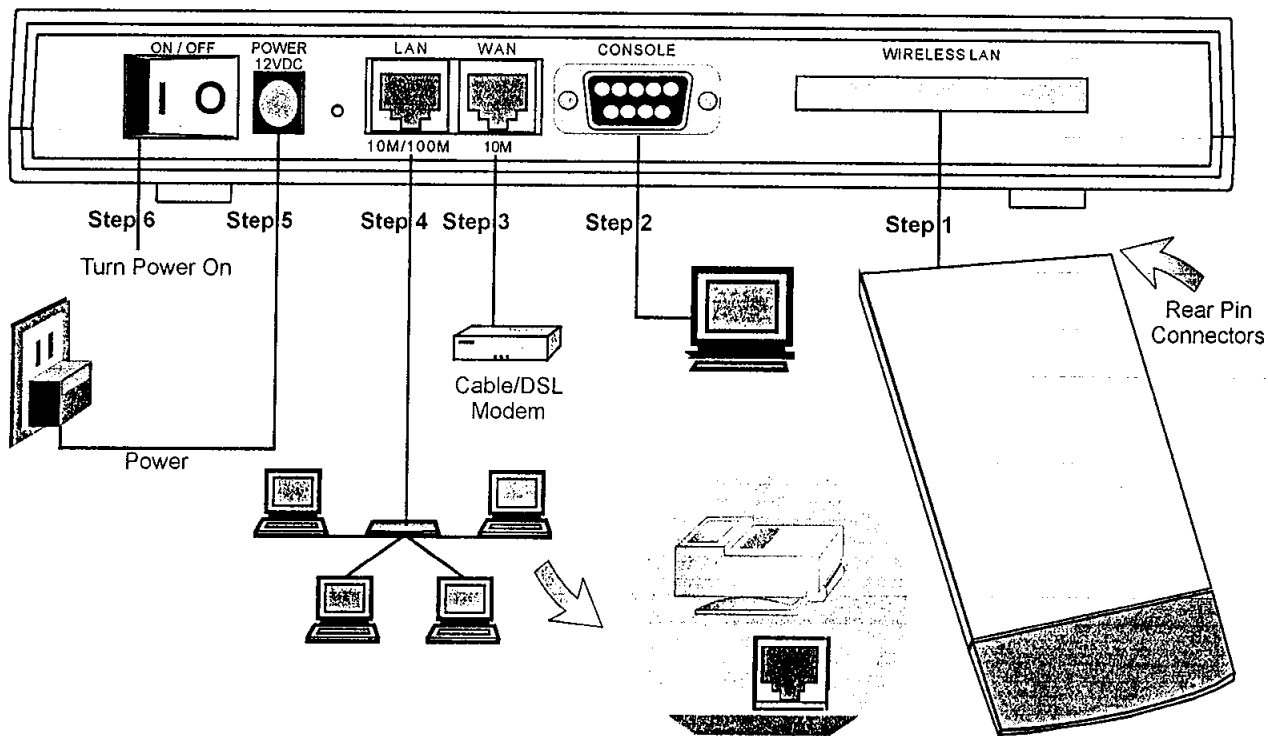 ON / OFF
POWER
12VDC
LAN
WAN
CONSOLE
WIRELESS LAN
10M/100M
10M
Step 6
Step 5
Step 4
Step 3
Step 2
Step 1
Turn Power On
Rear Pin
Connectors
Cable/DSL
Modem
Power